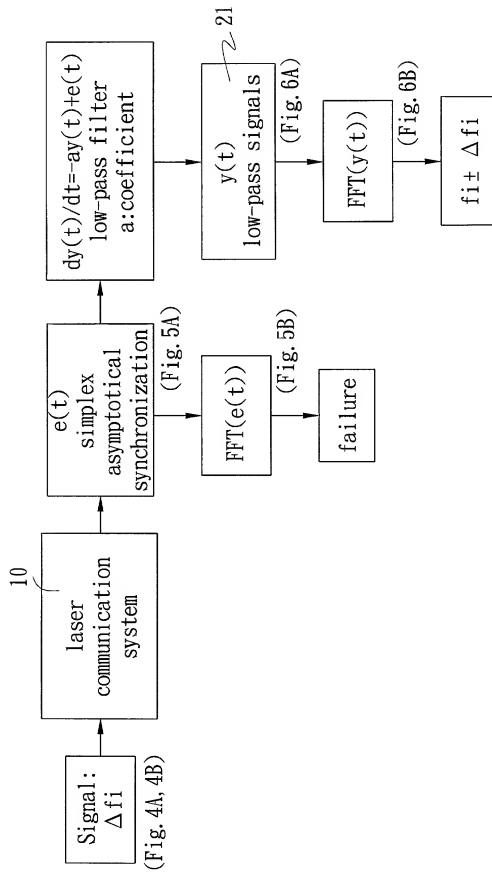 Signal:
Δfi
(Fig. 4A, 4B)
10
laser
communication
system
e(t)
simplex
asymptotical
synchronization
(Fig. 5A)
FFT(e(t))
(Fig. 5B)
failure
dy(t)/dt=-ay(t)+e(t)
low-pass filter
a:coefficient
21
y(t)
low-pass signals
(Fig. 6A)
FFT(y(t))
(Fig. 6B)
fi± Δfi